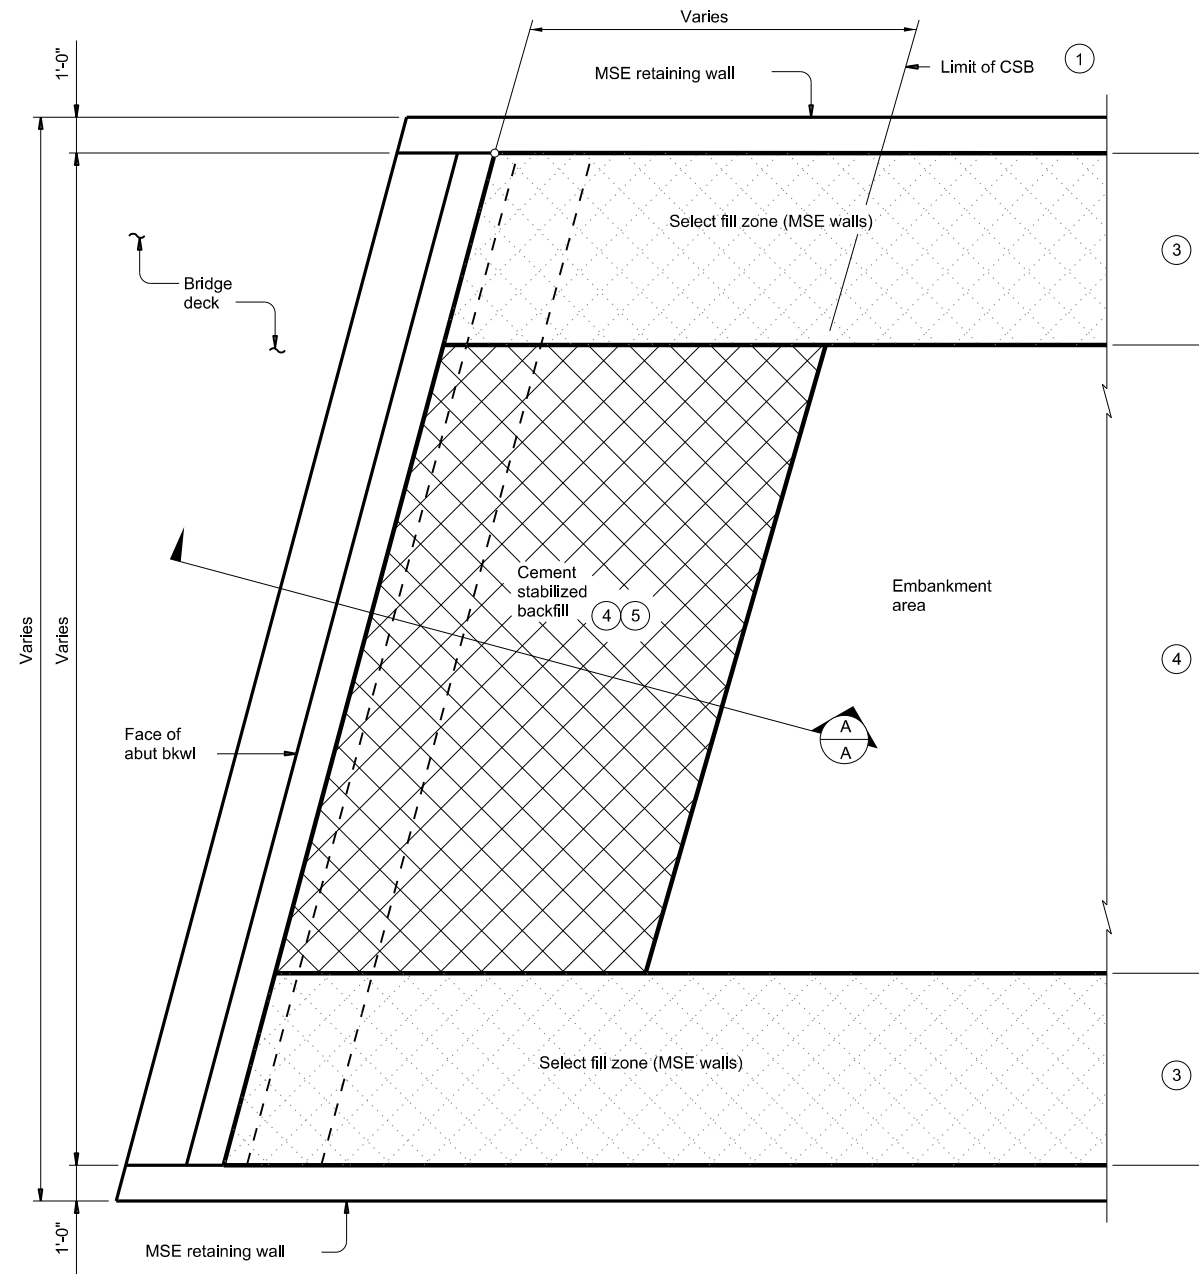 Varies
1'-0"
MSE retaining wall
Limit of CSB
1
Select fill zone (MSE walls)
3
Bridge
deck
Cement
stabilized
backfill
4
5
Embankment
area
Varies
Varies
4
Face of
abut bkwl
A
A
Select fill zone (MSE walls)
3
1'-0"
MSE retaining wall